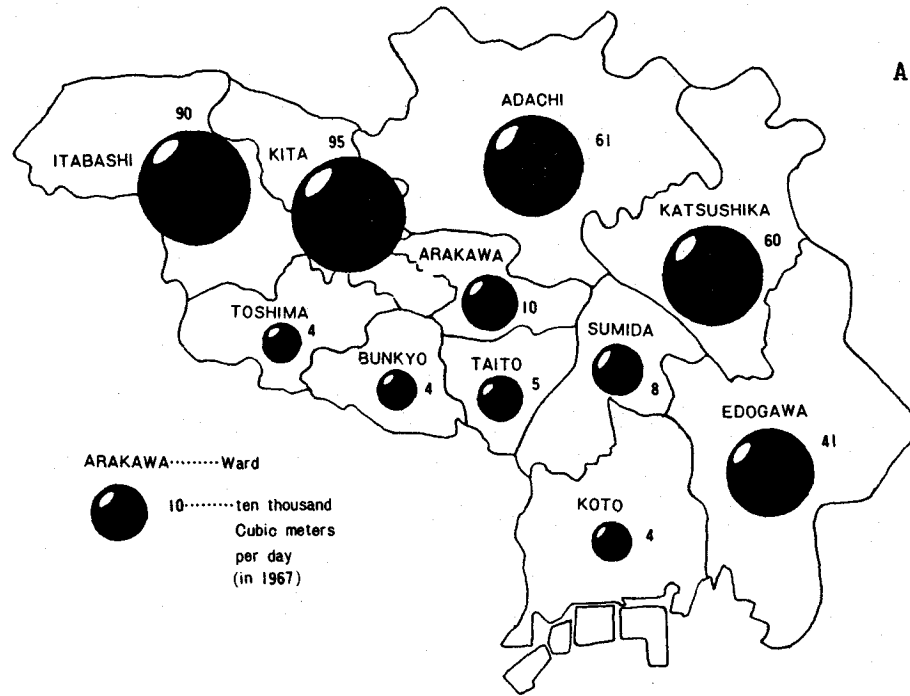 A
ADACHI
90
61
95
KITA
ITABASHI
KATSUSHIKA
60
ARAKAWA
10
TOSHIMA
4
SUMIDA
BUNKYO
TAITO
4
5
8
EDOGAWA
41
ARAKAWA········Ward
KOTO
10········ten thousand
Cubic meters
per day
(in 1967)
4